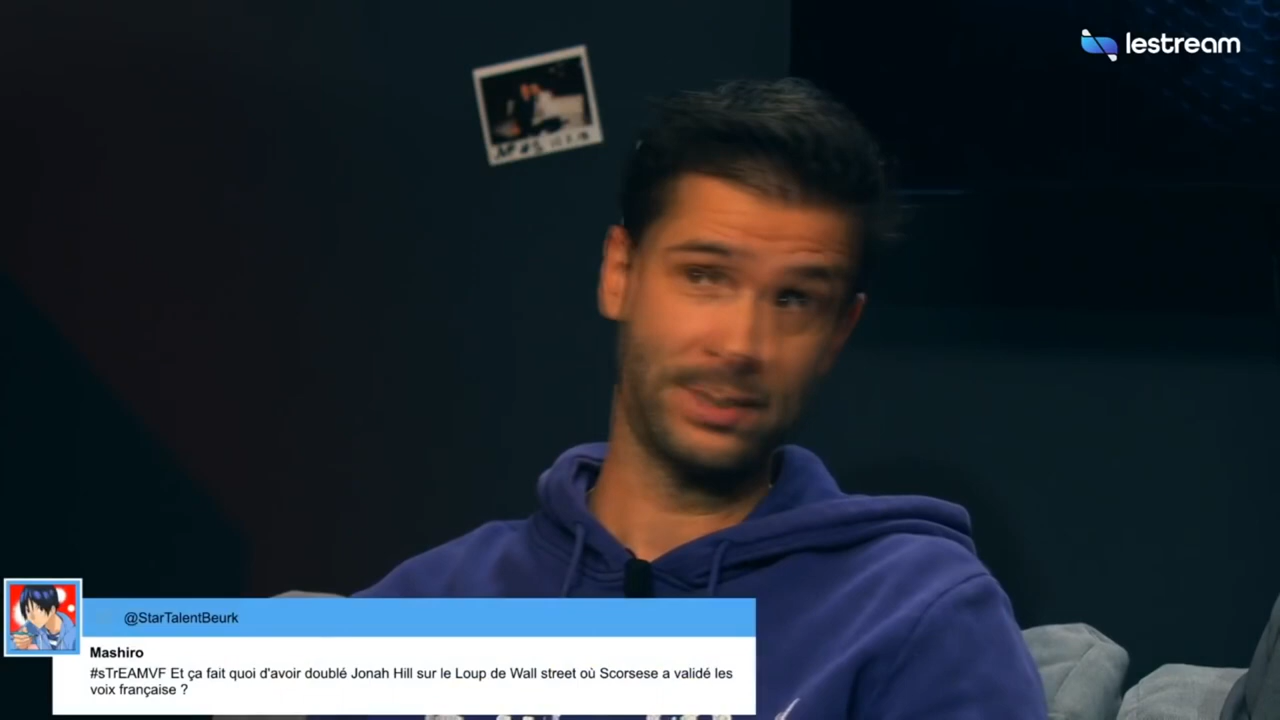 lestream
@StarTalentBeurk
Mashiro
#sTrEAMVF Et ça fait quoi d'avoir doublé Jonah Hill sur le Loup de Wall street où Scorsese a validé les
voix française ?